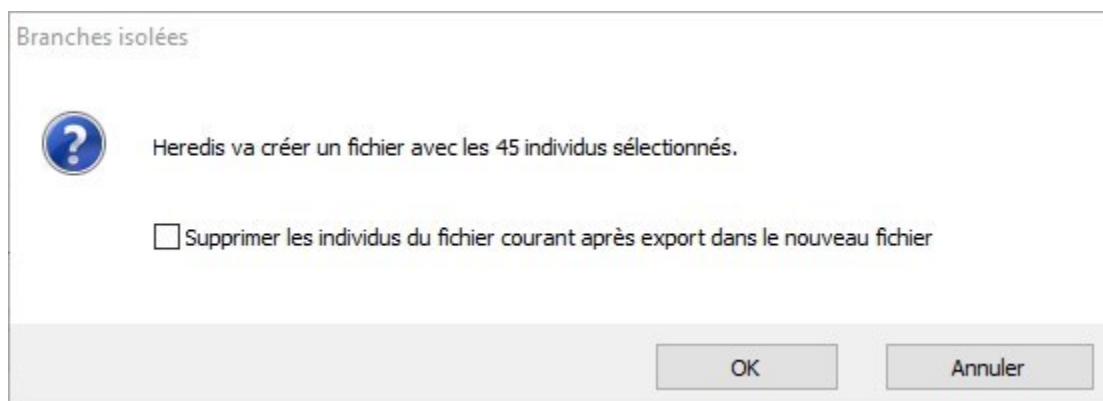 Branches isolées
?
Heredis va créer un fichier avec les 45 individus sélectionnés.
Supprimer les individus du fichier courant après export dans le nouveau fichier
OK Annuler